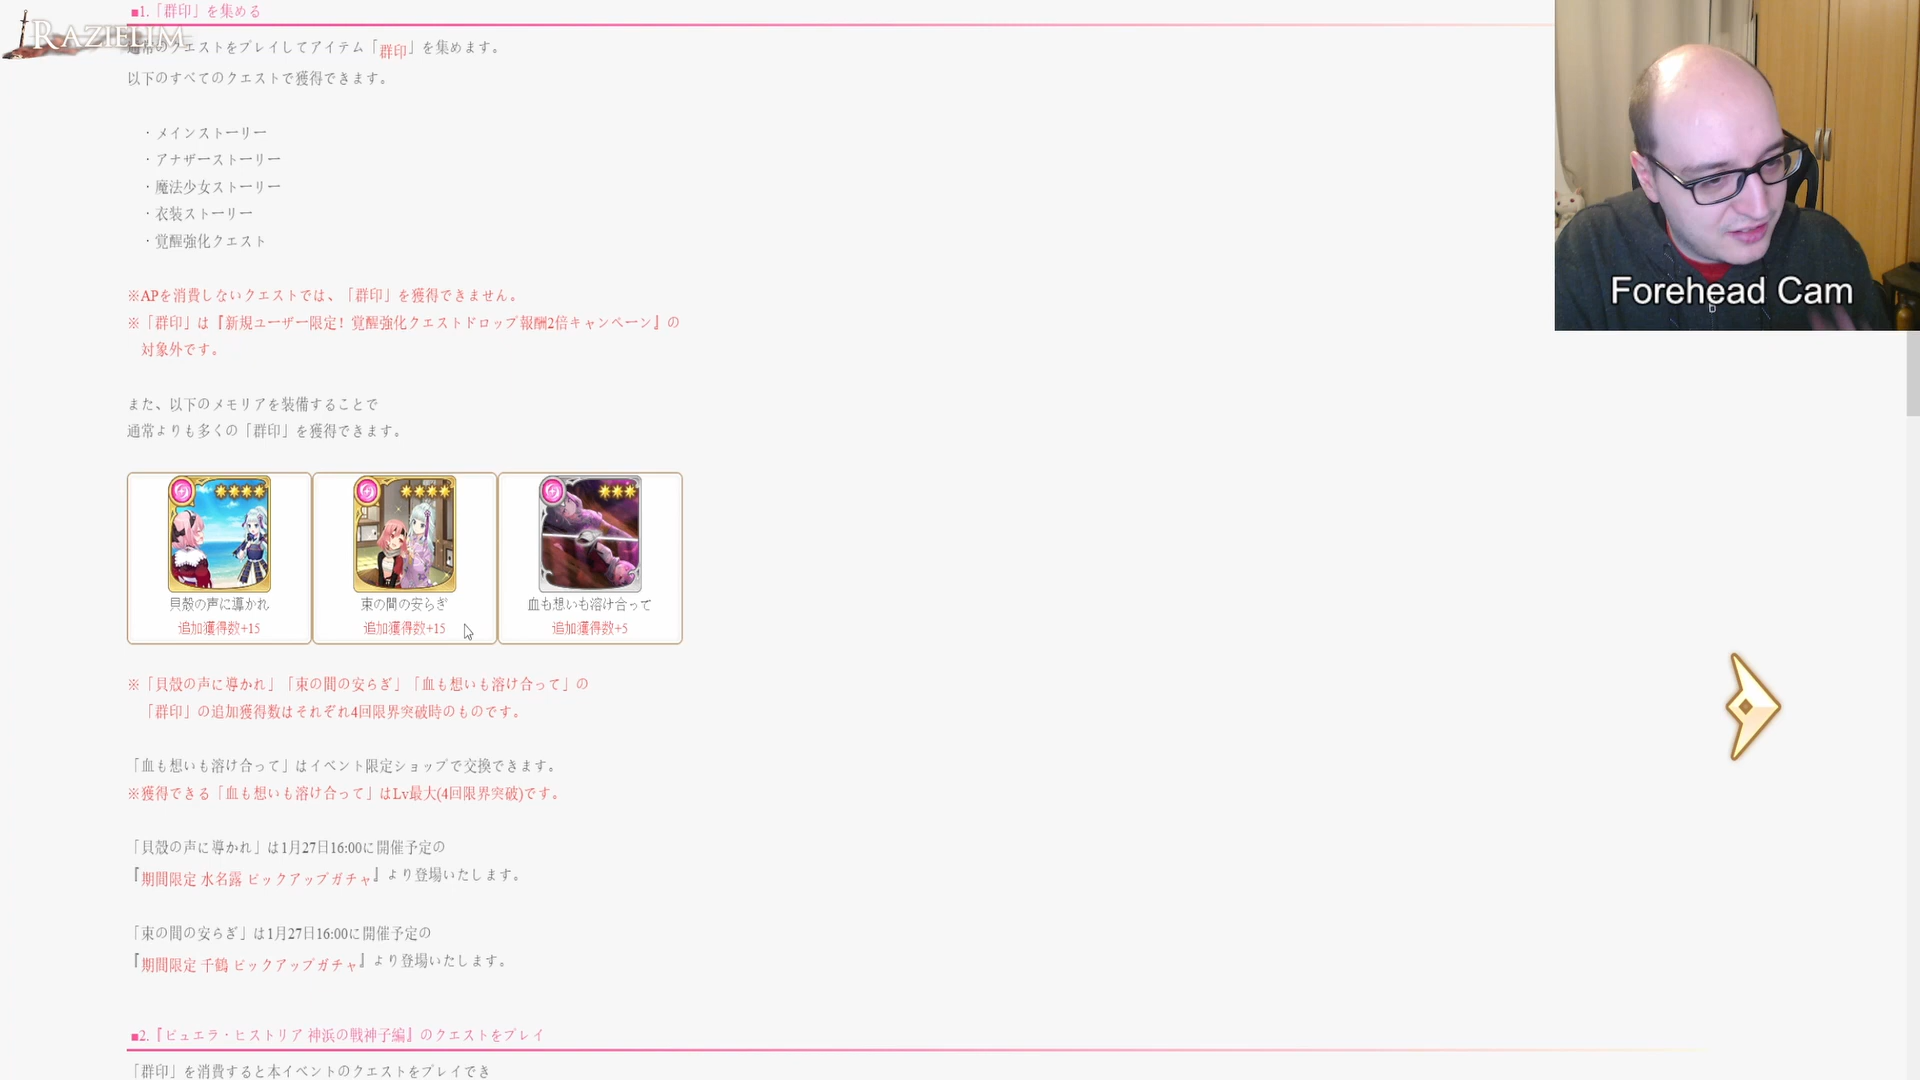 ■1.「群印」を集める
RAZIELIM
通常のクエストをプレイしてアイテム「群印」を集めます。
以下のすべてのクエストで獲得できます。
・メインストーリー
・アナザーストーリー
・魔法少女ストーリー
・衣装ストーリー
・覚醒強化クエスト
※APを消費しないクエストでは、「群印」を獲得できません。
※「群印」は『新規ユーザー限定！覚醒強化クエストドロップ報酬2倍キャンペーン』の
対象外です。
また、以下のメモリアを装備することで
通常よりも多くの「群印」を獲得できます。
貝殻の声に導かれ
追加獲得数+15
束の間の安らぎ
追加獲得数+15
血も想いも溶け合って
追加獲得数+5
※「貝殻の声に導かれ」「束の間の安らぎ」「血も想いも溶け合って」の
「群印」の追加獲得数はそれぞれ4回限界突破時のものです。
「血も想いも溶け合って」はイベント限定ショップで交換できます。
※獲得できる「血も想いも溶け合って」はLv最大(4回限界突破)です。
「貝殻の声に導かれ」は1月27日16:00に開催予定の
『期間限定 水名露 ピックアップガチャ』より登場いたします。
「束の間の安らぎ」は1月27日16:00に開催予定の
『期間限定 千鶴 ピックアップガチャ』より登場いたします。
■2.『ピュエラ・ヒストリア 神浜の戦神子編』のクエストをプレイ
「群印」を消費すると本イベントのクエストをプレイでき
Forehead Cam